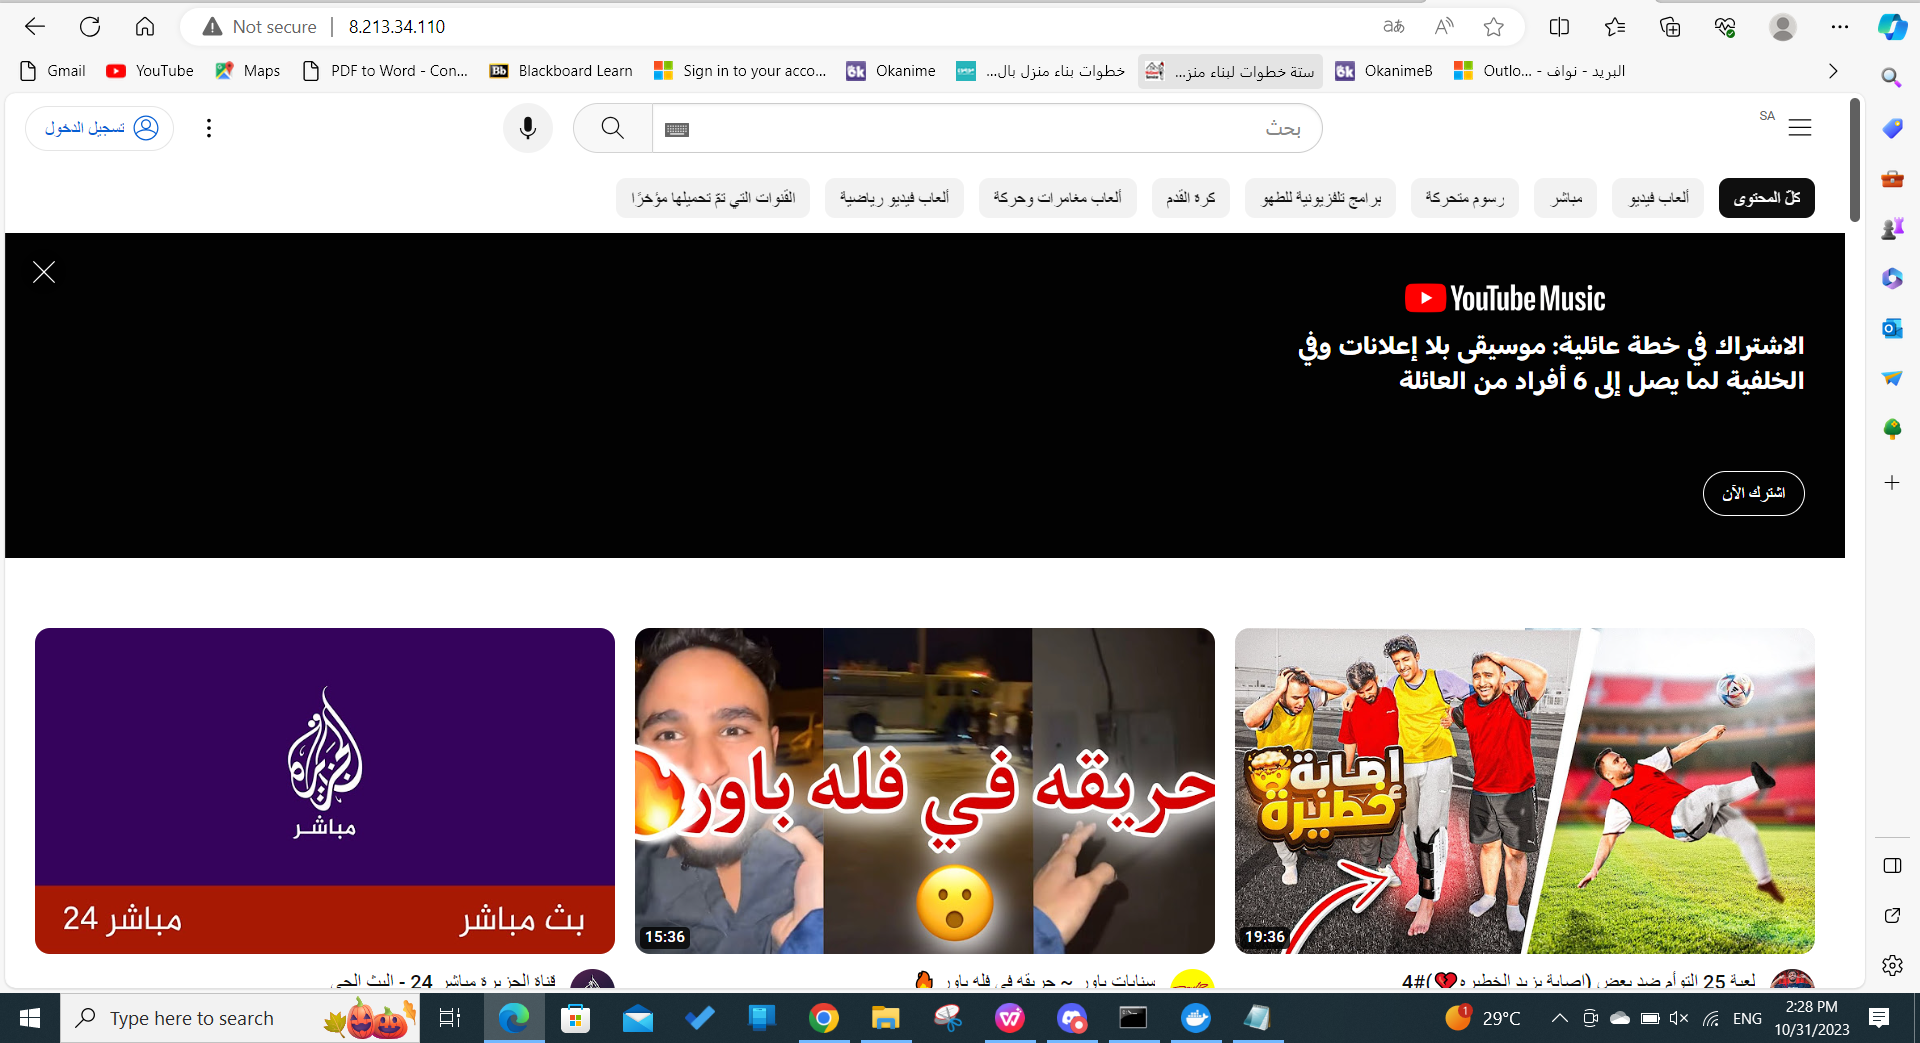 Not secure
8.213.34.110
Gmail
YouTube
Maps
PDF to Word - Con...
Blackboard Learn
Sign in to your acco...
Okanime
خطوات بناء منزل بال...
ستة خطوات لبناء منز...
OkanimeB
البريد - نواف - Outlo...
تسجيل الدخول
بحث
SA
كلّ المحتوى
ألعاب فيديو
مباشر
رسوم متحركة
برامج تلفزيونية للطهو
كرة القدم
ألعاب مغامرات وحركة
ألعاب فيديو رياضية
القنوات التي تمّ تحميلها مؤخرًا
YouTube Music
الاشتراك في خطة عائلية: موسيقى بلا إعلانات وفي
الخلفية لما يصل إلى 6 أفراد من العائلة
اشترك الآن
إصابة
خطيرة
19:36
حريقه في فله باور
15:36
الجزيرة
مباشر
بث مباشر
مباشر 24
لعبة 25 التوأم ضد بعض (اصابة يزيد الخطيره💔)#4
سنابات باور ~ حريقه في فله باور 🔥
قناة الجزيرة مباشر 24 - البث الحي
Type here to search
1
29°C
ENG
2:28 PM
10/31/2023